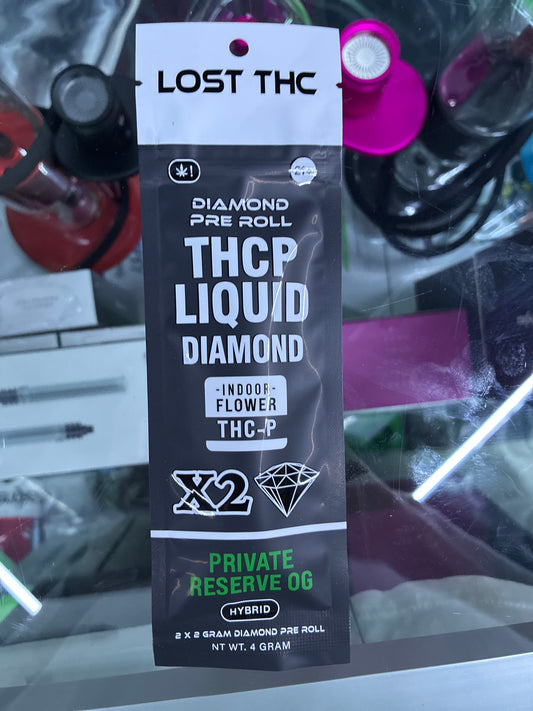 LOST THC
!
21+
DIAMOND
PRE ROLL
THCP
LIQUID
DIAMOND
-INDOOR-
FLOWER
THC-P
X2
PRIVATE
RESERVE OG
HYBRID
2 X 2 GRAM DIAMOND PRE ROLL
NT WT. 4 GRAM